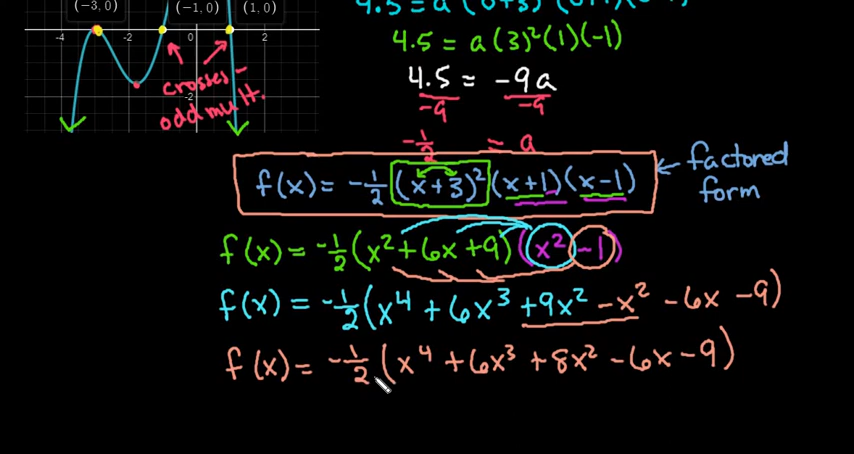 (-3,0) (-1,0) (1,0)
-4 -2 0 2
-2
crosses -
odd mult.
4.5 = a(3)²(1)(-1)
4.5 = -9a
-9 -9
-1/2 = a
f(x) = -1/2 (x+3)² (x+1)(x-1)
factored
form
f(x) = -1/2 (x² + 6x + 9)(x² - 1)
f(x) = -1/2 (x⁴ + 6x³ + 9x² - x² - 6x - 9)
f(x) = -1/2 (x⁴ + 6x³ + 8x² - 6x - 9)